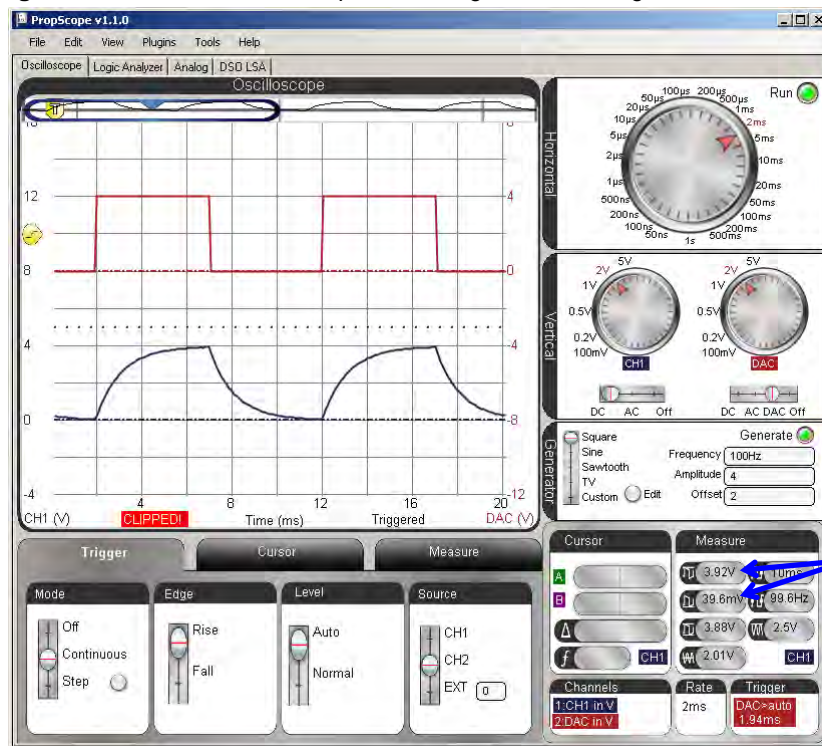 PropScope v1.1.0
File Edit View Plugins Tools Help
Oscilloscope Logic Analyzer Analog DSO LSA
Oscilloscope
T
12
8
4
0
-4
4
0
-4
-8
-12
4 8 12 16 20
CH1 (V) CLIPPED! Time (ms) Triggered DAC (V)
Horizontal
Run
50ns
100ns
200ns
500ns
1µs
2µs
5µs
10µs
20µs
50µs
100µs
200µs
500µs
1ms
2ms
5ms
10ms
20ms
50ms
100ms
200ms
500ms
1s
Vertical
5V
2V
1V
0.5V
0.2V
100mV
CH1
DC AC Off
5V
2V
1V
0.5V
0.2V
100mV
DAC
DC AC DAC Off
Generator
Square
Sine
Sawtooth
TV
Custom Edit
Generate
Frequency 100Hz
Amplitude 4
Offset 2
Trigger Cursor Measure
Mode
Off
Continuous
Step
Edge
Rise
Fall
Level
Auto
Normal
Source
CH1
CH2
EXT 0
Cursor
A
B
Δ
f CH1
Measure
3.92V 10ms
39.6mV 99.6Hz
3.88V 2.5V
2.01V CH1
Channels
1:CH1 in V
2:DAC in V
Rate
2ms
Trigger
DAC>auto
1.94ms